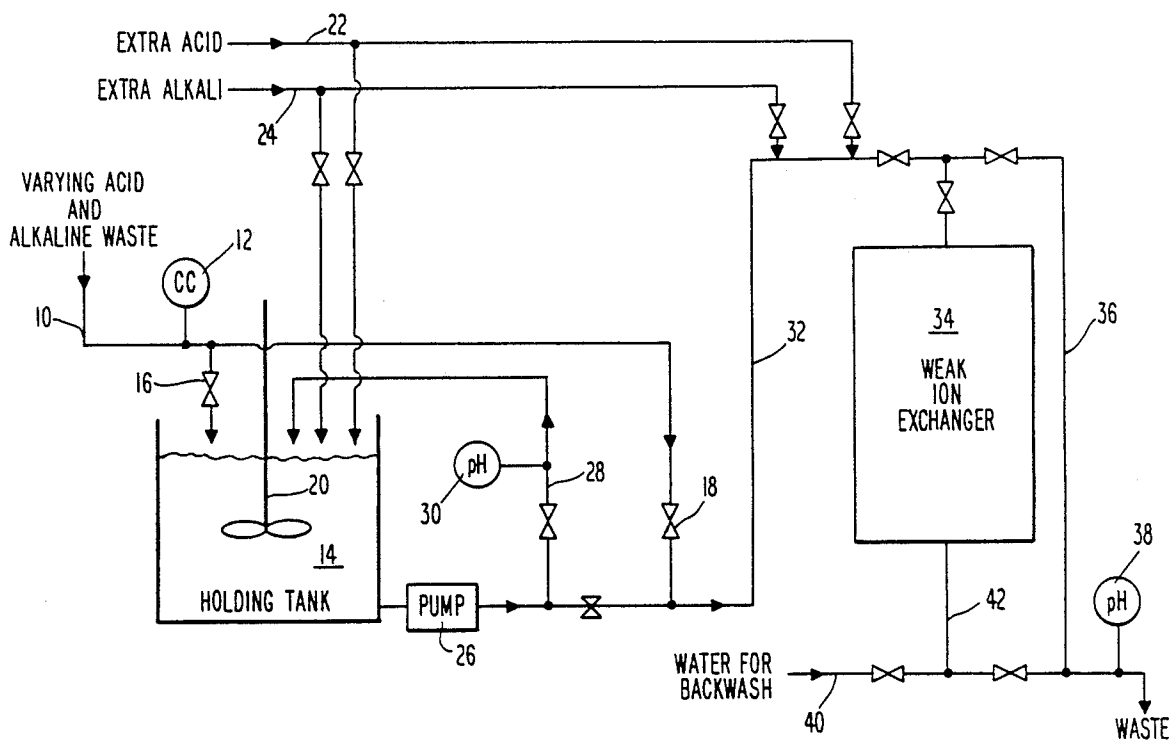 EXTRA ACID
22
EXTRA ALKALI
24
VARYING ACID
AND
ALKALINE WASTE
12
CC
10
16
20
14
HOLDING TANK
PUMP
26
pH
30
28
18
32
34
WEAK
ION
EXCHANGER
36
38
pH
42
WATER FOR
BACKWASH
40
WASTE